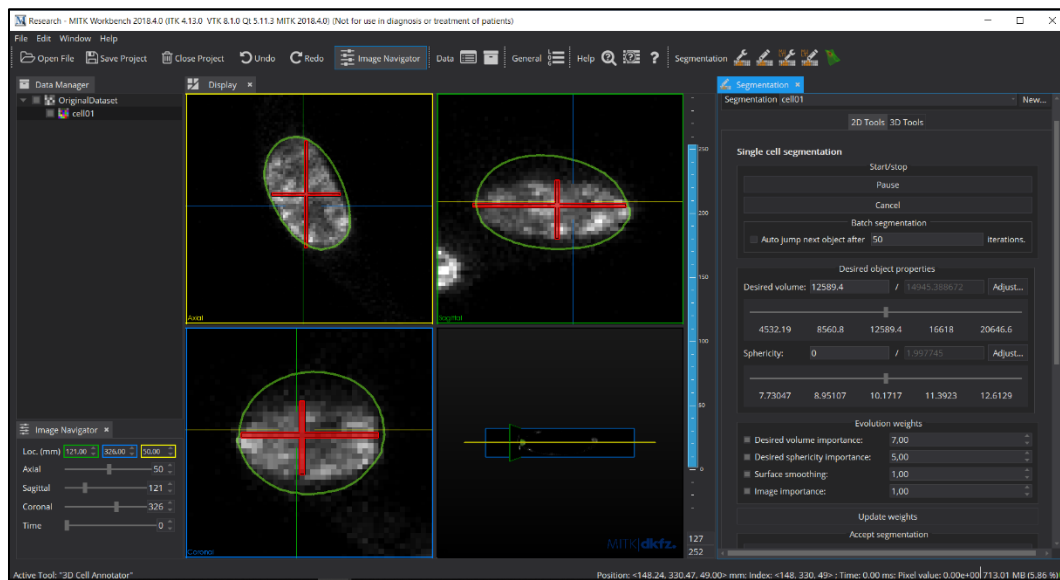 Research - MITK Workbench 2018.4.0 (ITK 4.13.0 VTK 8.1.0 Qt 5.11.3 MITK 2018.4.0) (Not for use in diagnosis or treatment of patients)
File Edit Window Help
Open File Save Project Close Project Undo Redo Image Navigator Data General Help ? Segmentation
Data Manager
OriginalDataset
cell01
Display
Axial
Sagittal
Coronal
MITK dkfz.
250
200
150
100
50
0
127
252
Image Navigator
Loc. (mm) 121,00 326,00 50,00
Axial 50
Sagittal 121
Coronal 326
Time 0
Segmentation
Segmentation cell01 New...
2D Tools 3D Tools
Single cell segmentation
Start/stop
Pause
Cancel
Batch segmentation
Auto jump next object after 50 iterations.
Desired object properties
Desired volume: 12589.4 / 14945.388672 Adjust...
4532.19 8560.8 12589.4 16618 20646.6
Sphericity: 0 / 1.997745 Adjust...
7.73047 8.95107 10.1717 11.3923 12.6129
Evolution weights
Desired volume importance: 7,00
Desired sphericity importance: 5,00
Surface smoothing: 1,00
Image importance: 1,00
Update weights
Accept segmentation
Active Tool: "3D Cell Annotator"
Position: <148.24, 330.47, 49.00> mm; Index: <148, 330, 49> ; Time: 0.00 ms; Pixel value: 0.00e+00 713.01 MB (5.86 %)